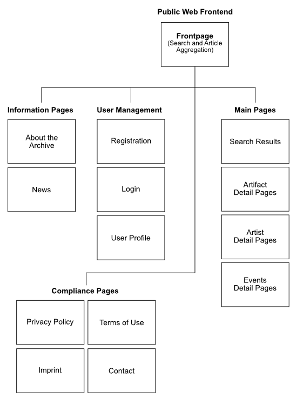 Public Web Frontend
Frontpage
(Search and Article
Aggregation)
Information Pages
User Management
Main Pages
About the
Archive
Registration
Search Results
News
Login
Artifact
Detail Pages
User Profile
Artist
Detail Pages
Events
Detail Pages
Compliance Pages
Privacy Policy
Terms of Use
Imprint
Contact